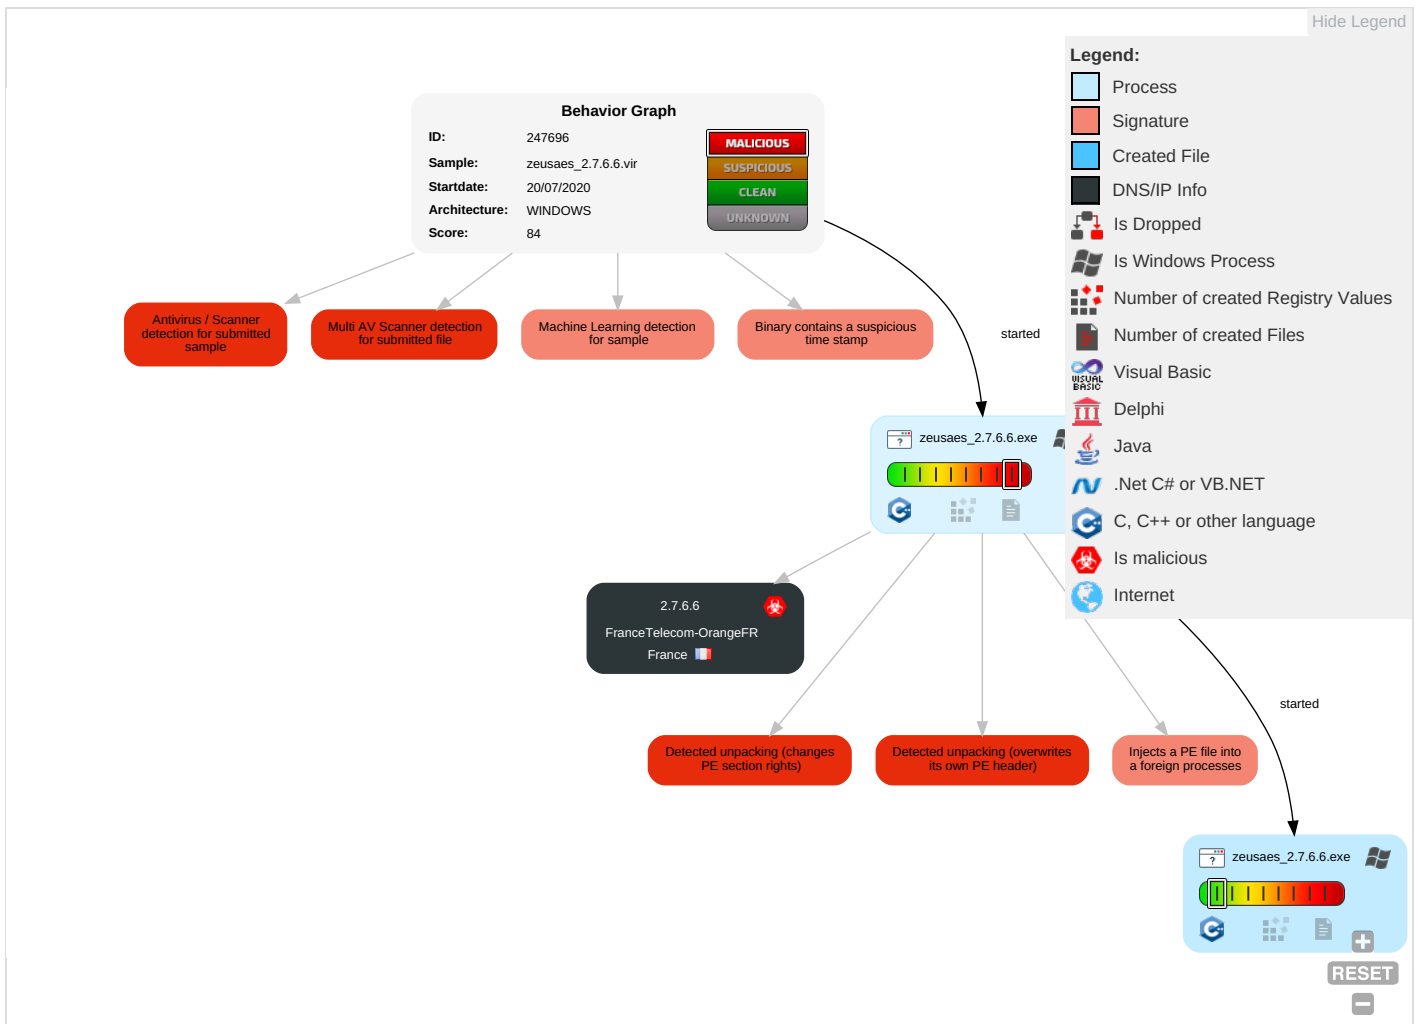 Hide Legend
Legend:
Process
Signature
Created File
DNS/IP Info
Is Dropped
Is Windows Process
Number of created Registry Values
Number of created Files
VISUAL
BASIC
Visual Basic
Delphi
Java
.Net C# or VB.NET
C, C++ or other language
Is malicious
Internet
Behavior Graph
ID: 247696
Sample: zeusaes_2.7.6.6.vir
Startdate: 20/07/2020
Architecture: WINDOWS
Score: 84
MALICIOUS
SUSPICIOUS
CLEAN
UNKNOWN
Antivirus / Scanner
detection for submitted
sample
Multi AV Scanner detection
for submitted file
Machine Learning detection
for sample
Binary contains a suspicious
time stamp
started
zeusaes_2.7.6.6.exe
2.7.6.6
FranceTelecom-OrangeFR
France
Detected unpacking (changes
PE section rights)
Detected unpacking (overwrites
its own PE header)
Injects a PE file into
a foreign processes
started
zeusaes_2.7.6.6.exe
RESET